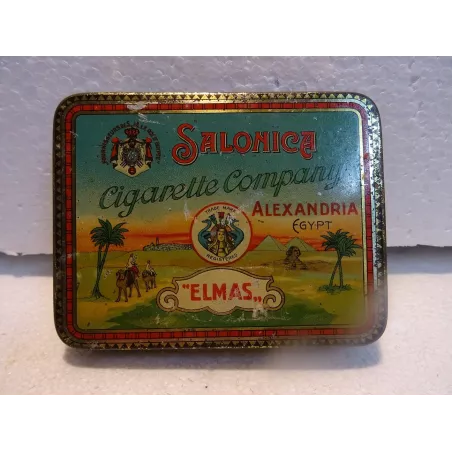 SALONICA
Cigarette Company
ALEXANDRIA
EGYPT
TRADE MARK
REGISTERED
"ELMAS„